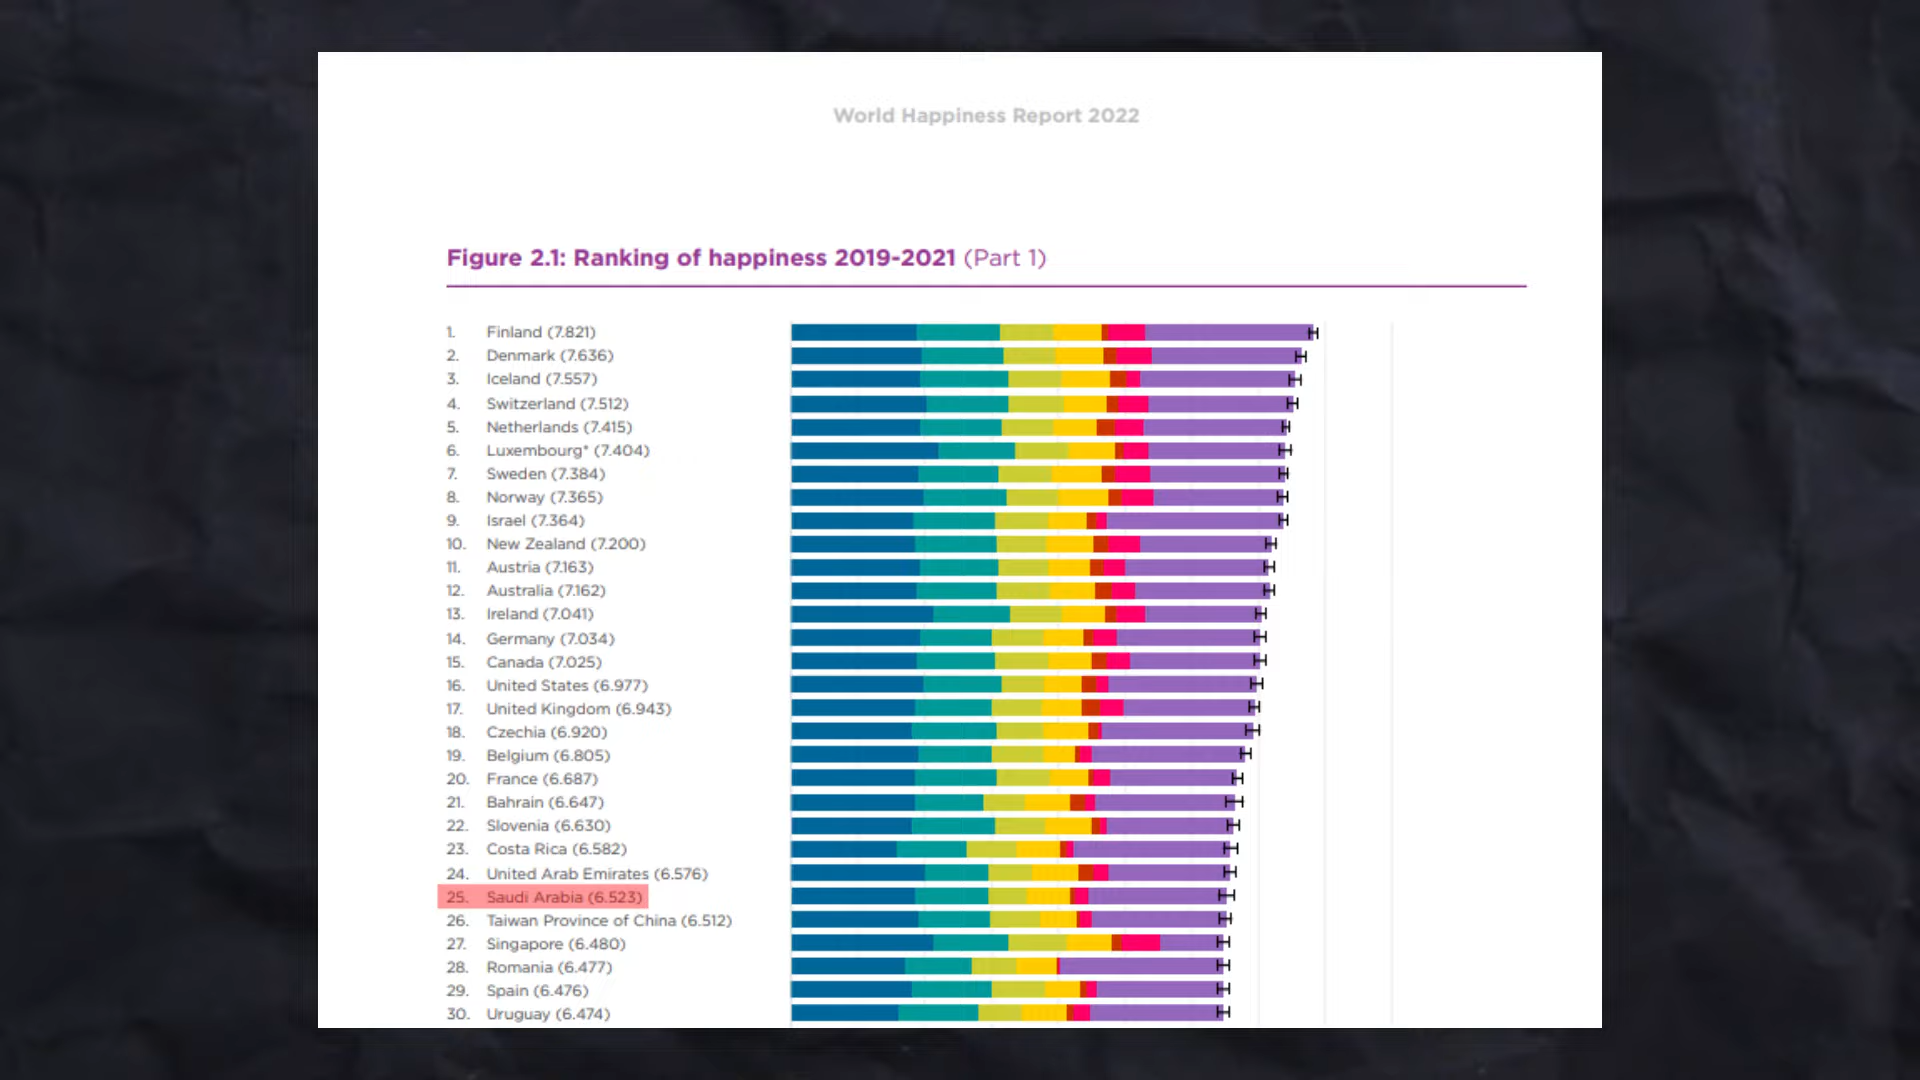 World Happiness Report 2022
Figure 2.1: Ranking of happiness 2019-2021 (Part 1)
1. Finland (7.821)
2. Denmark (7.636)
3. Iceland (7.557)
4. Switzerland (7.512)
5. Netherlands (7.415)
6. Luxembourg* (7.404)
7. Sweden (7.384)
8. Norway (7.365)
9. Israel (7.364)
10. New Zealand (7.200)
11. Austria (7.163)
12. Australia (7.162)
13. Ireland (7.041)
14. Germany (7.034)
15. Canada (7.025)
16. United States (6.977)
17. United Kingdom (6.943)
18. Czechia (6.920)
19. Belgium (6.805)
20. France (6.687)
21. Bahrain (6.647)
22. Slovenia (6.630)
23. Costa Rica (6.582)
24. United Arab Emirates (6.576)
25. Saudi Arabia (6.523)
26. Taiwan Province of China (6.512)
27. Singapore (6.480)
28. Romania (6.477)
29. Spain (6.476)
30. Uruguay (6.474)